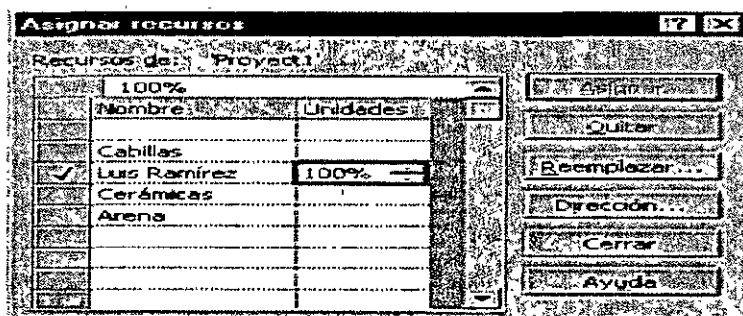 Asignar recursos
Recursos de: 'Proyect1
100%
Asignar
Nombre Unidades
Quitar
Cabillas
Luis Ramírez 100%
Reemplazar...
Cerámicas
Dirección...
Arena
Cerrar
Ayuda